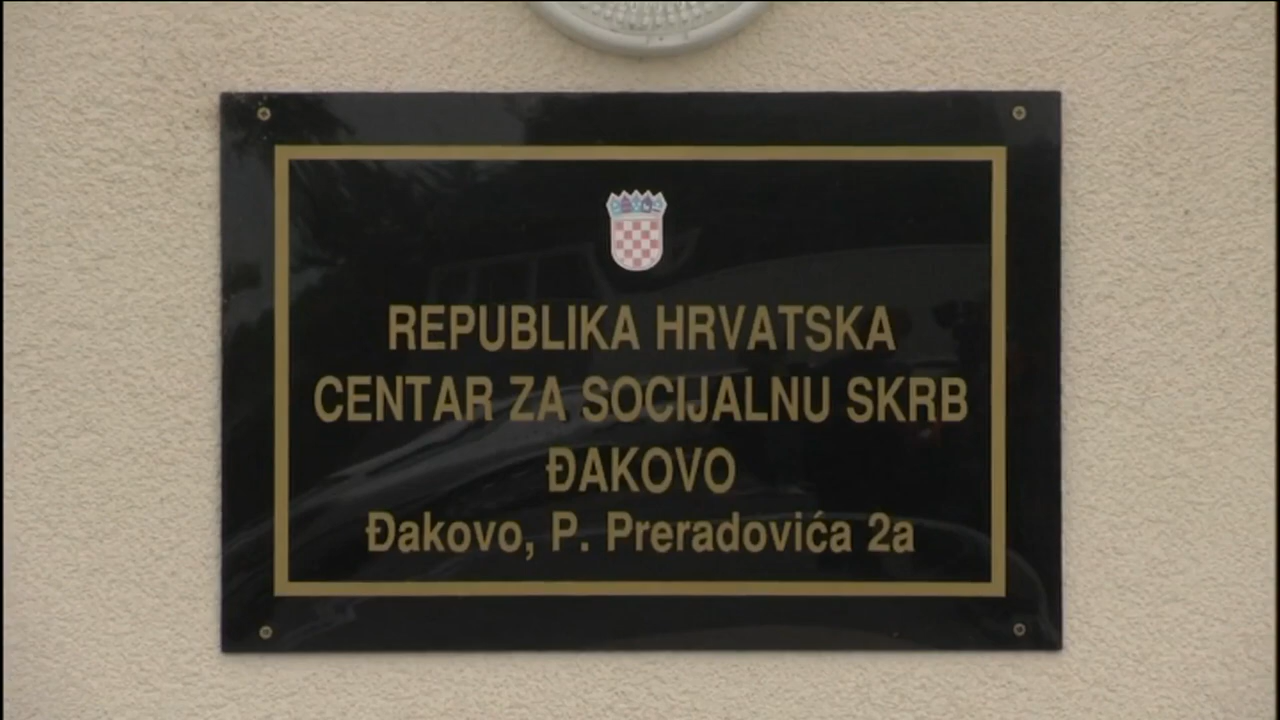 REPUBLIKA HRVATSKA
CENTAR ZA SOCIJALNU SKRB
ĐAKOVO
Đakovo, P. Preradovića 2a